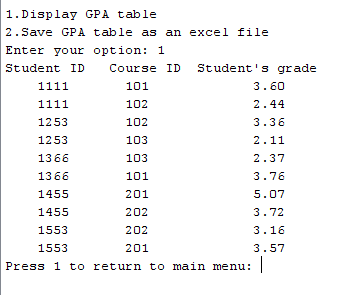 1.Display GPA table
2.Save GPA table as an excel file
Enter your option: 1
Student ID   Course ID  Student's grade
1111       101             3.60
1111       102             2.44
1253       102             3.36
1253       103             2.11
1366       103             2.37
1366       101             3.76
1455       201             5.07
1455       202             3.72
1553       202             3.16
1553       201             3.57
Press 1 to return to main menu: